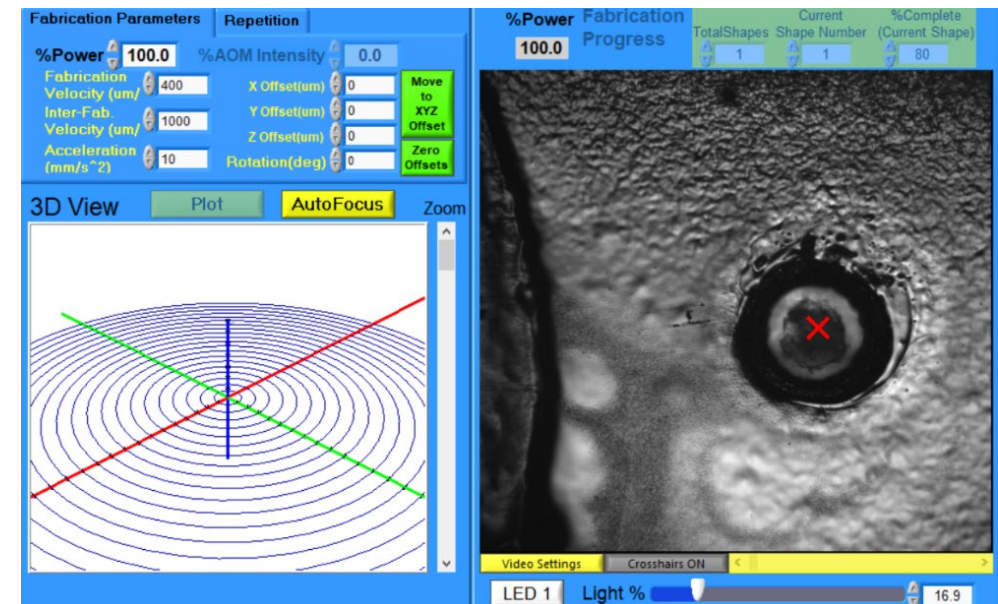 Fabrication Parameters Repetition
%Power 100.0 %AOM Intensity 0.0
Fabrication Velocity (um/ 400
X Offset(um) 0
Inter-Fab. Velocity (um/ 1000
Y Offset(um) 0
Z Offset(um) 0
Acceleration (mm/s^2) 10
Rotation(deg) 0
Move to XYZ Offset
Zero Offsets
3D View Plot AutoFocus Zoom
%Power 100.0
Fabrication Progress
TotalShapes 1
Current Shape Number 1
%Complete (Current Shape) 80
Video Settings Crosshairs ON
LED 1 Light % 16.9